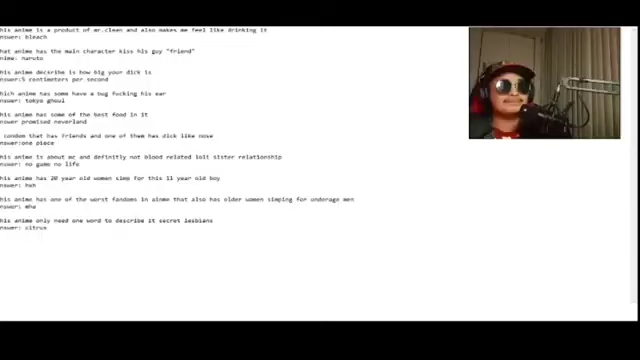 his anime is a product of mr.clean and also makes me feel like drinking it
nswer: bleach
hat anime has the main character kiss his guy "friend"
nime: naruto
his anime decsribe is how big your dick is
nswer:5 centimeters per second
hich anime has some have a bug fucking his ear
nswer: tokyo ghoul
his anime has some of the best food in it
nswer promised neverland
condom that has friends and one of them has dick like nose
nswer:one piece
his anime is about mc and definitly not blood related loli sister relationship
nswer: no game no life
his anime has 20 year old women simp for this 11 year old boy
nswer: hxh
his anime has one of the worst fandoms in ainme that also has older women simping for underage men
nswer: mha
his anime only need one word to describe it secret lesbians
nswer: citrus